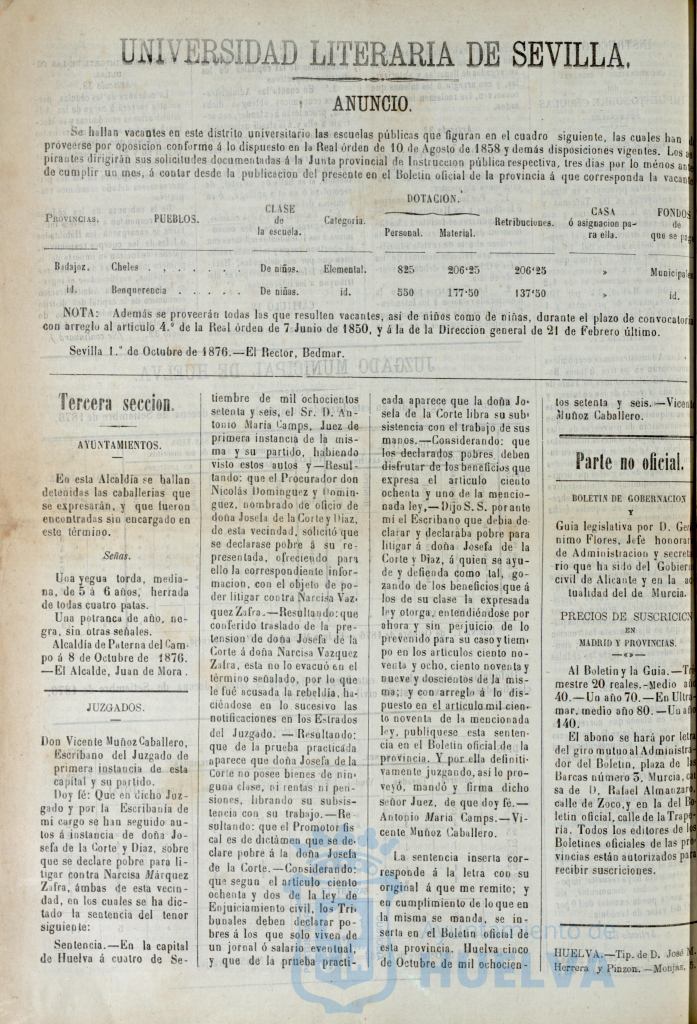 UNIVERSIDAD LITERARIA DE SEVILLA.
ANUNCIO.
Se hallan vacantes en este distrito universitario las escuelas públicas que figuran en el cuadro siguiente, las cuales han
proveerse por oposicion conforme á lo dispuesto en la Real órden de 10 de Agosto de 1858 y demás disposiciones vigentes. Los as
pirantes dirigirán sus solicitudes documentadas á la Junta provincial de Instruccion pública respectiva, tres dias por lo ménos ant
de cumplir un mes, á contar desde la publicacion del presente en el Boletin oficial de la provincia á que corresponda la vacant
PROVINCIAS. PUEBLOS. CLASE de la escuela. Categoria. DOTACION. Personal. Material. Retribuciones. CASA ó asignacion pa- ra ella. FONDOS de que se pag
Badajoz. Cheles . . . . . . . De niños. Elemental. 825 206'25 206'25 » Municipale
id. Benquerencia . . . . . De niñas. id. 550 177'50 137'50 » id.
NOTA: Además se proveerán todas las que resulten vacantes, asi de niños como de niñas, durante el plazo de convocatoria
con arreglo al artículo 4.º de la Real órden de 7 Junio de 1850, y á la de la Direccion general de 21 de Febrero último.
Sevilla 1.º de Octubre de 1876.—El Rector, Bedmar.
Tercera seccion.
AYUNTAMIENTOS.
En esta Alcaldía se hallan
detenidas las caballerias que
se expresarán, y que fueron
encontradas sin encargado en
este término.
Señas.
Una yegua torda, media-
na, de 5 á 6 años, herrada
de todas cuatro patas.
Una potranca de año, ne-
gra, sin otras señales.
Alcaldía de Paterna del Cam-
po á 8 de Octubre de 1876.
—El Alcalde, Juan de Mora.
JUZGADOS.
Don Vicente Muñoz Caballero,
Escribano del Juzgado de
primera instancia de esta
capital y su partido.
Doy fé: Que en dicho Juz-
gado y por la Escribanía de
mi cargo se han seguido au-
tos á instancia de doña Jo-
sefa de la Corte y Diaz, sobre
que se declare pobre para li-
tigar contra Narcisa Márquez
Zafra, ámbas de esta vecin-
dad, en los cuales se ha dic-
tado la sentencia del tenor
siguiente:
Sentencia.—En la capital
de Huelva á cuatro de Se-
tiembre de mil ochocientos
setenta y seis, el Sr. D. An-
tonio María Camps, Juez de
primera instancia de la mis-
ma y su partido, habiendo
visto estos autos y—Resul-
tando: que el Procurador don
Nicolás Dominguez y Domin-
guez, nombrado de oficio de
doña Josefa de la Corte y Diaz,
de esta vecindad, solicitó que
se declarase pobre á su re-
presentada, ofreciendo para
ello la correspondiente infor-
macion, con el objeto de po-
der litigar contra Narcisa Vaz-
quez Zafra.—Resultando: que
conferido traslado de la pre-
tension de doña Josefa de la
Corte á doña Narcisa Vazquez
Zafra, esta no lo evacuó en el
término señalado, por lo que
le fué acusada la rebeldía, ha-
ciéndose en lo sucesivo las
notificaciones en los Estrados
del Juzgado. — Resultando:
que de la prueba practicada
aparece que doña Josefa de la
Corte no posee bienes de nin-
guna clase, ni rentas ni pen-
siones, librando su subsis-
tencia con su trabajo.—Re-
sultando: que el Promotor fis-
cal es de dictámen que se de-
clare pobre á la doña Josefa
de la Corte. — Considerando:
que segun el artículo ciento
ochenta y dos de la ley de
Enjuiciamiento civil, los Tri-
bunales deben declarar po-
bres á los que solo viven de
un jornal ó salario eventual,
y que de la prueba practi-
cada aparece que la doña Jo-
sela de la Corte libra su sub-
sistencia con el trabajo de sus
manos.—Considerando: que
los declarados pobres deben
disfrutar de los beneficios que
expresa el articulo ciento
ochenta y uno de la mencio-
nada ley,—Dijo S. S. por ante
mí el Escribano que debia de-
clarar y declaraba pobre para
litigar á doña Josefa de la
Corte y Diaz, á quien se ayu-
de y defienda como tal, go-
zando de los beneficios que á
los de su clase la expresada
ley otorga, entendiéndose por
ahora y sin perjuicio de lo
prevenido para su caso y tiem-
po en los artículos ciento no-
venta y ocho, ciento noventa y
nueve y doscientos de la mis-
ma; y con arreglo á lo dis-
puesto en el artículo mil cien-
to noventa de la mencionada
ley, publíquese esta senten-
cia en el Boletin oficial de la
provincia. Y por ella definiti-
vamente juzgando, así lo pro-
veyó, mandó y firma dicho
señor Juez, de que doy fé.—
Antonio María Camps.—Vi-
cente Muñoz Caballero.
La sentencia inserta cor-
responde á la letra con su
original á que me remito; y
en cumplimiento de lo que en
la misma se manda, se in-
serta en el Boletin oficial de
esta provincia. Huelva cinco
de Octubre de mil ochocien-
tos setenta y seis.—Vicent
Muñoz Caballero.
Parte no oficial.
BOLETIN DE GOBERNACION
Y
Guia legislativa por D. Ger
nimo Flores, Jefe honorar
de Administracion y secret
rio que ha sido del Gobiern
civil de Alicante y en la ac
tualidad del de Murcia.
PRECIOS DE SUSCRICION
EN
MADRID Y PROVINCIAS.
Al Boletin y la Guia.—Tri
mestre 20 reales.-Medio año
40.—Un año 70.—En Ultra-
mar, medio año 80.—Un año
140.
El abono se hará por letra
del giro mutuo al Administra-
dor del Boletin, plaza de las
Barcas número 3, Murcia, ca
sa de D. Rafael Almanzar
calle de Zoco, y en la del Bo
letin oficial, calle de la Trape-
ría. Todos los editores de los
Boletines oficiales de las pro
vincias están autorizados para
recibir suscriciones.
HUELVA.—Tip. de D. José M.
Herrera y Pinzon. —Monjas, 5.
HUELVA